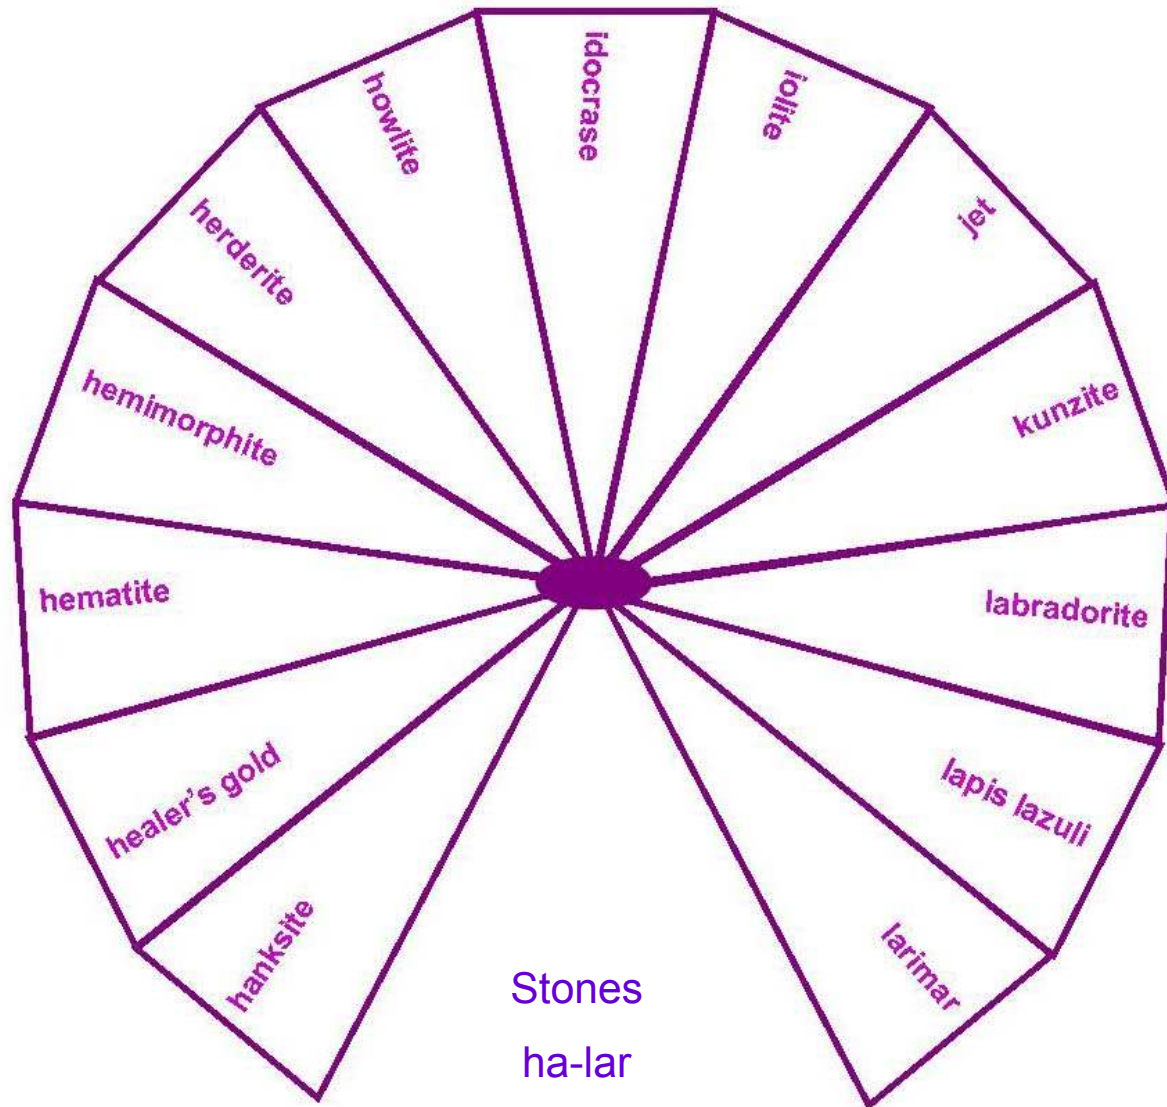 hanksite
healer's gold
hematite
hemimorphite
herderite
howlite
idocrase
iolite
jet
kunzite
labradorite
lapis lazuli
larimar
Stones
ha-lar